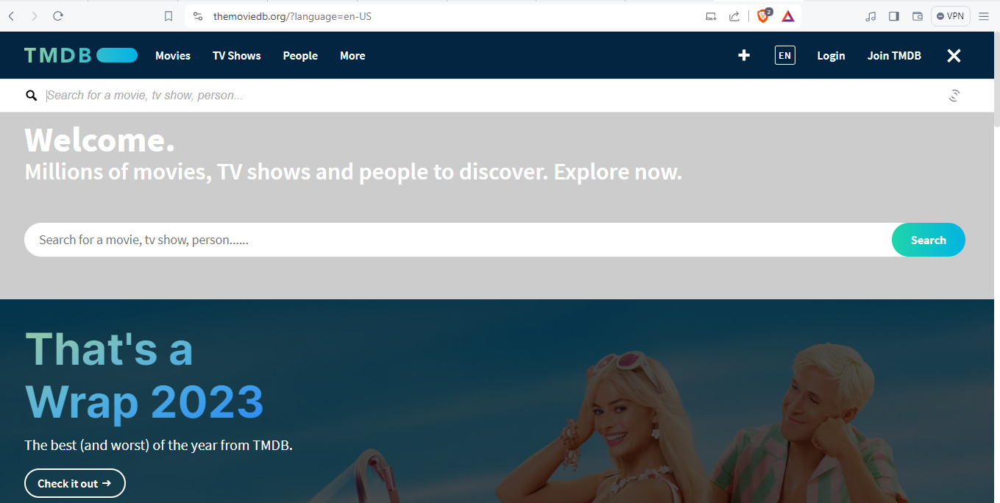 themoviedb.org/?language=en-US
2
VPN
TMDB
Movies
TV Shows
People
More
EN
Login
Join TMDB
Search for a movie, tv show, person...
Welcome.
Millions of movies, TV shows and people to discover. Explore now.
Search for a movie, tv show, person......
Search
That's a
Wrap 2023
The best (and worst) of the year from TMDB.
Check it out →